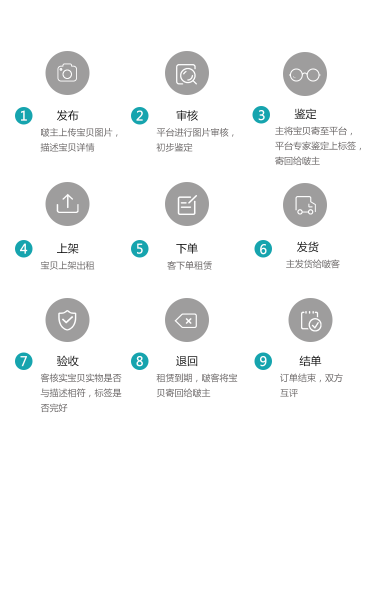 1 发布
啵主上传宝贝图片，
描述宝贝详情
2 审核
平台进行图片审核，
初步鉴定
3 鉴定
主将宝贝寄至平台，
平台专家鉴定上标签，
寄回给啵主
4 上架
宝贝上架出租
5 下单
客下单租赁
6 发货
主发货给啵客
7 验收
客核实宝贝实物是否
与描述相符，标签是
否完好
8 退回
租赁到期，啵客将宝
贝寄回给啵主
9 结单
订单结束，双方
互评